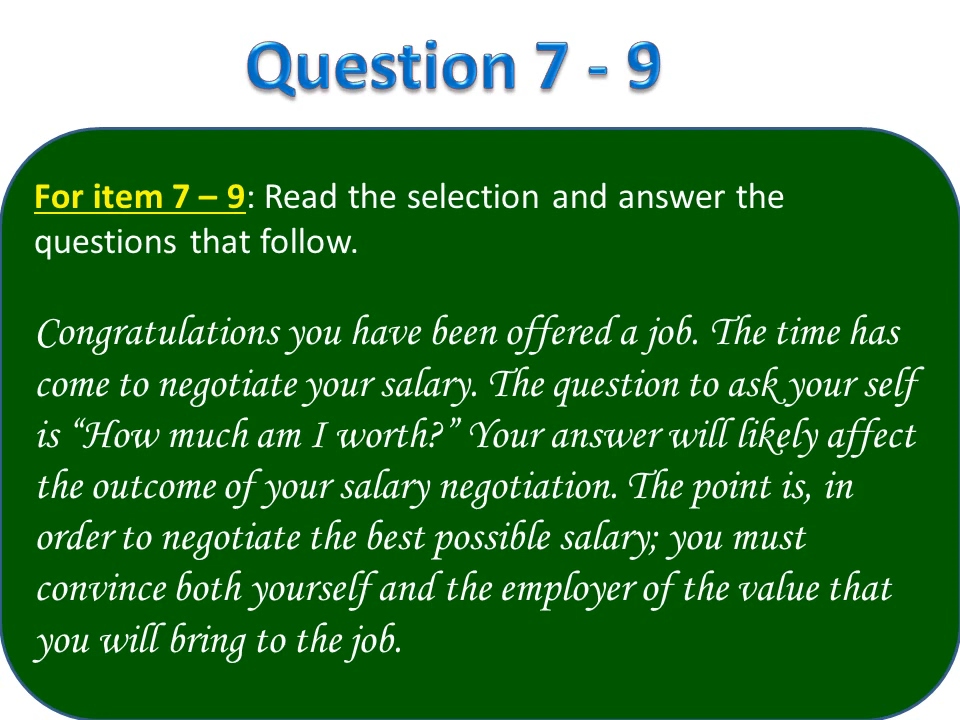 Question 7 - 9
For item 7 – 9: Read the selection and answer the
questions that follow.
Congratulations you have been offered a job. The time has
come to negotiate your salary. The question to ask your self
is “How much am I worth?” Your answer will likely affect
the outcome of your salary negotiation. The point is, in
order to negotiate the best possible salary; you must
convince both yourself and the employer of the value that
you will bring to the job.